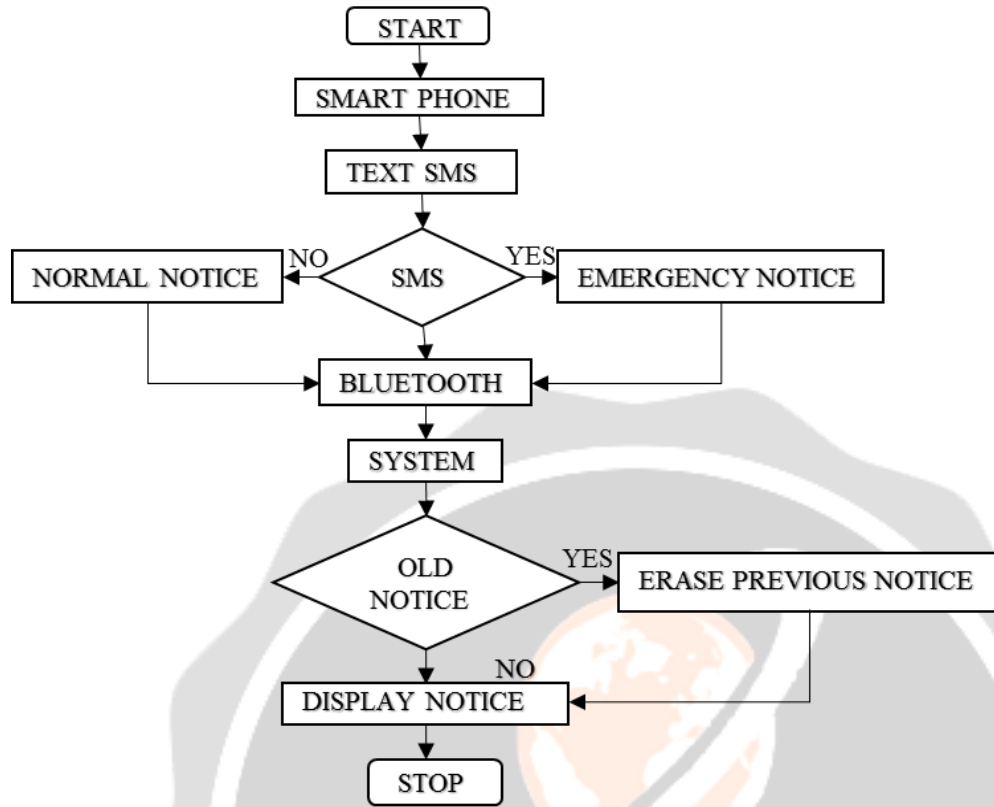 START
SMART PHONE
TEXT SMS
NO
YES
NORMAL NOTICE
SMS
EMERGENCY NOTICE
BLUETOOTH
SYSTEM
YES
OLD
NOTICE
ERASE PREVIOUS NOTICE
NO
DISPLAY NOTICE
STOP